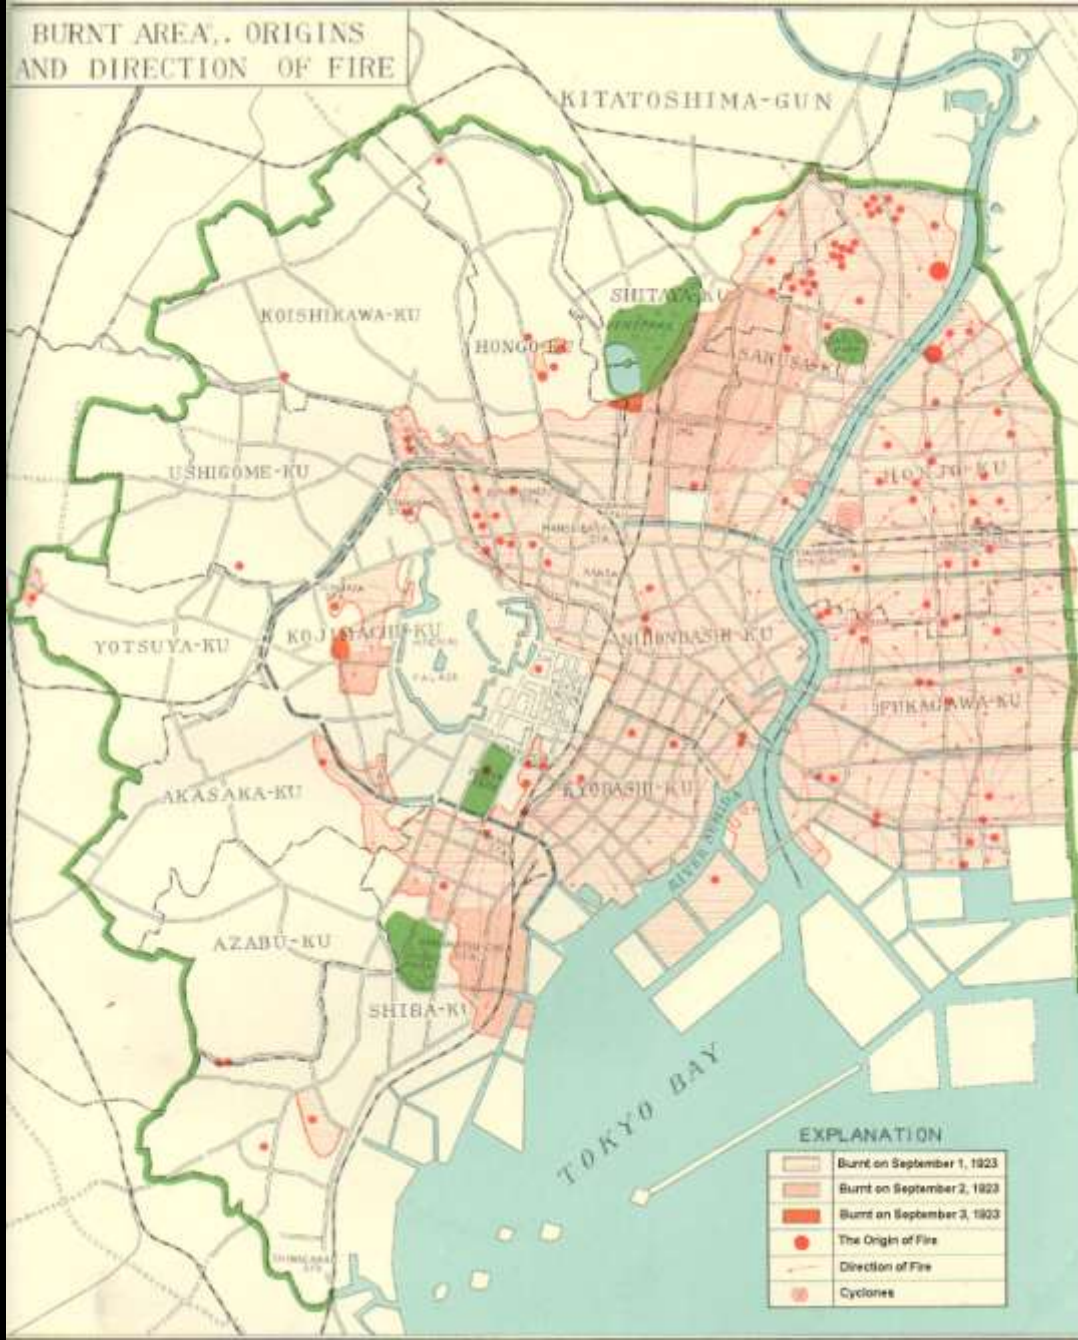 BURNT AREA,. ORIGINS
AND DIRECTION OF FIRE
KITATOSHIMA-GUN
SHITAYA-KU
KOISHIKAWA-KU
HONGO-KU
ASAKUSA-KU
USHIGOME-KU
HONJO-KU
KOJIMACHI-KU
NIHONBASHI-KU
YOTSUYA-KU
PALACE
FUKAGAWA-KU
AKASAKA-KU
KYOBASHI-KU
RIVER SUMIDA
AZABU-KU
SHIBA-KU
TOKYO BAY
EXPLANATION
Burnt on September 1, 1923
Burnt on September 2, 1923
Burnt on September 3, 1923
The Origin of Fire
Direction of Fire
Cyclones